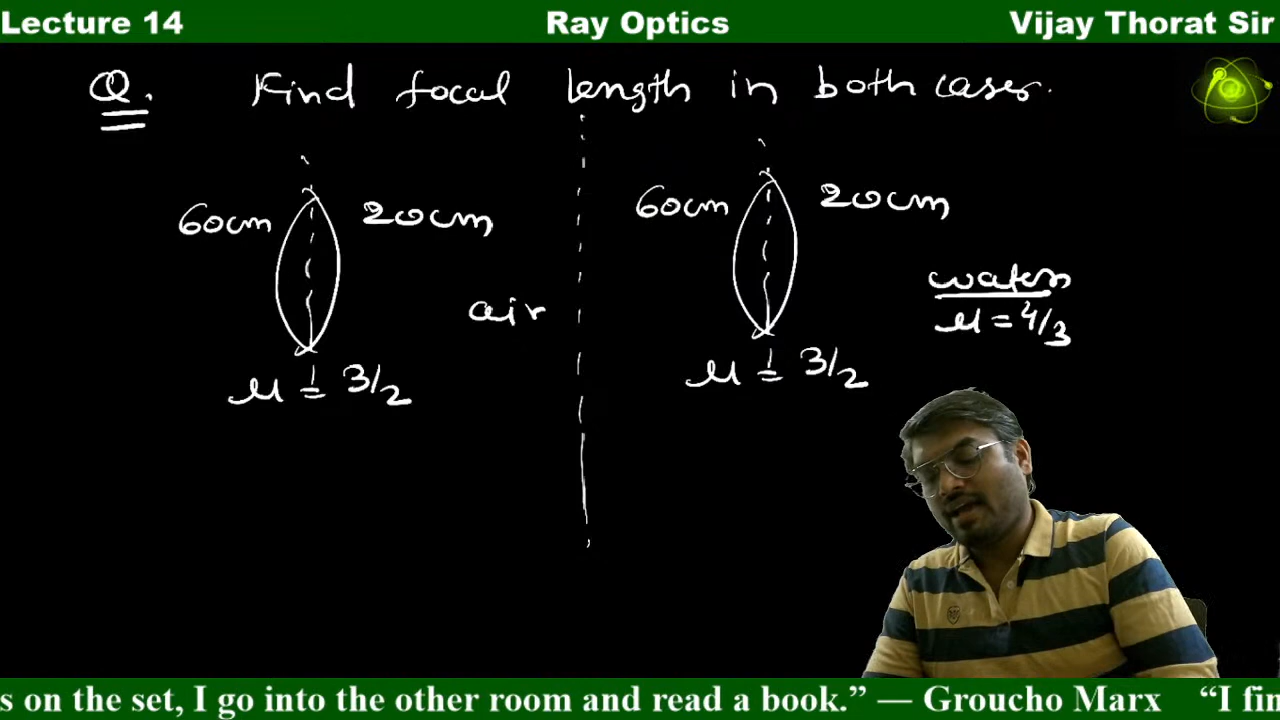 Lecture 14 Ray Optics Vijay Thorat Sir
Q. Find focal length in both cases.
60cm 20cm 60cm 20cm
water
air μ = 4/3
μ = 3/2 μ = 3/2
s on the set, I go into the other room and read a book.” — Groucho Marx “I fin